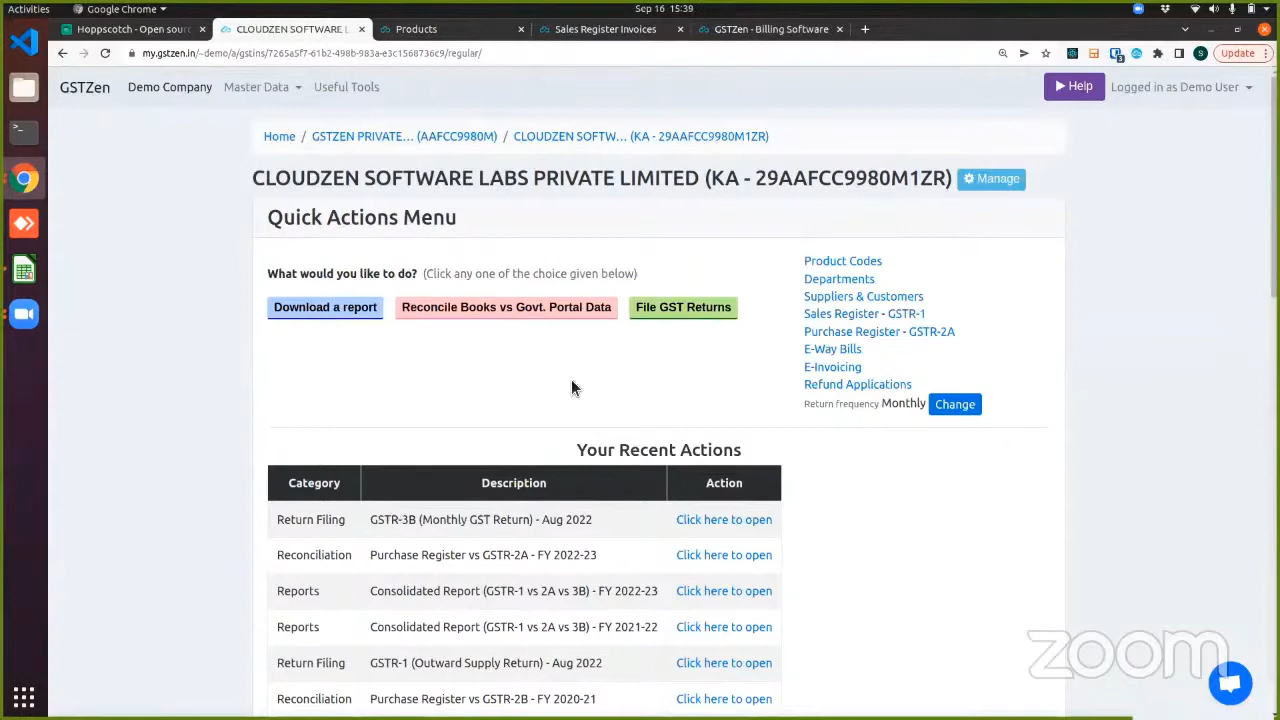 Activities
Google Chrome
Sep 16 15:39
Hoppscotch - Open sourc
CLOUDZEN SOFTWARE L
Products
Sales Register Invoices
GSTZen - Billing Software
my.gstzen.in/~demo/a/gstins/7265a5f7-61b2-498b-983a-e3c1568736c9/regular/
S
Update
GSTZen
Demo Company
Master Data
Useful Tools
Help
Logged in as Demo User
Home / GSTZEN PRIVATE... (AAFCC9980M) / CLOUDZEN SOFTW... (KA - 29AAFCC9980M1ZR)
CLOUDZEN SOFTWARE LABS PRIVATE LIMITED (KA - 29AAFCC9980M1ZR) Manage
Quick Actions Menu
What would you like to do? (Click any one of the choice given below)
Download a report
Reconcile Books vs Govt. Portal Data
File GST Returns
Product Codes
Departments
Suppliers & Customers
Sales Register - GSTR-1
Purchase Register - GSTR-2A
E-Way Bills
E-Invoicing
Refund Applications
Return frequency Monthly Change
Your Recent Actions
Category Description Action
Return Filing GSTR-3B (Monthly GST Return) - Aug 2022 Click here to open
Reconciliation Purchase Register vs GSTR-2A - FY 2022-23 Click here to open
Reports Consolidated Report (GSTR-1 vs 2A vs 3B) - FY 2022-23 Click here to open
Reports Consolidated Report (GSTR-1 vs 2A vs 3B) - FY 2021-22 Click here to open
Return Filing GSTR-1 (Outward Supply Return) - Aug 2022 Click here to open
Reconciliation Purchase Register vs GSTR-2B - FY 2020-21 Click here to open
zoom